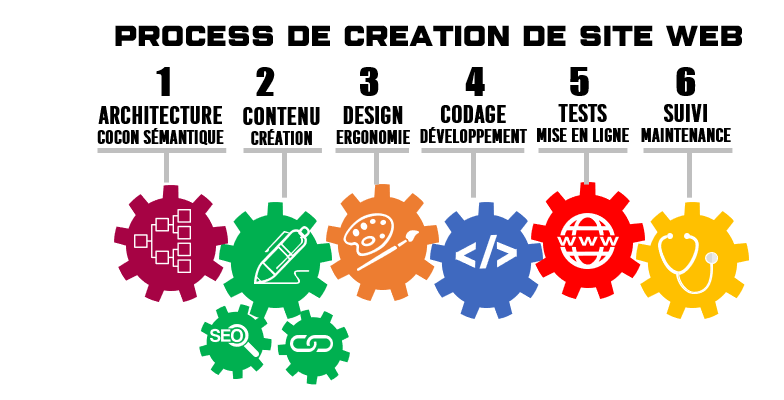 PROCESS DE CREATION DE SITE WEB
1
ARCHITECTURE
COCON SÉMANTIQUE
2
CONTENU
CRÉATION
3
DESIGN
ERGONOMIE
4
CODAGE
DÉVELOPPEMENT
5
TESTS
MISE EN LIGNE
6
SUIVI
MAINTENANCE
</>
WWW
SEO